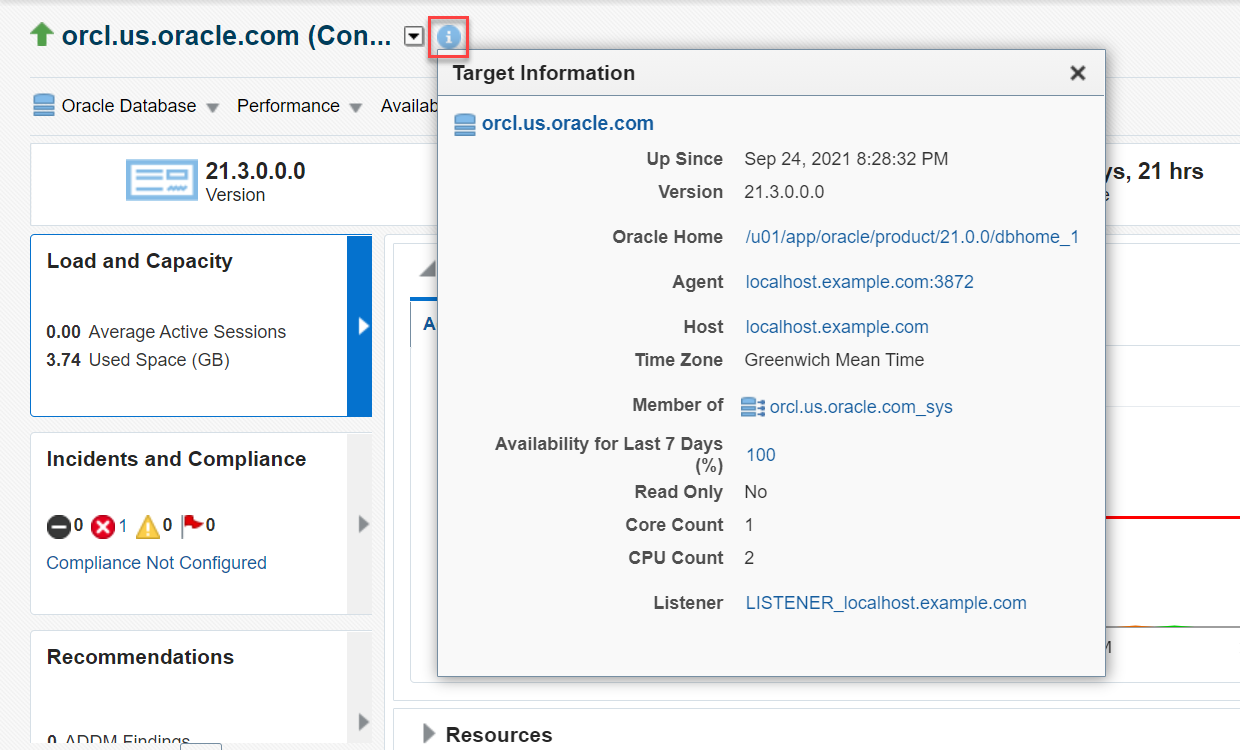 orcl.us.oracle.com (Con...
Target Information
Oracle Database Performance
orcl.us.oracle.com
Up Since Sep 24, 2021 8:28:32 PM
Version 21.3.0.0.0
Oracle Home /u01/app/oracle/product/21.0.0/dbhome_1
Agent localhost.example.com:3872
Host localhost.example.com
Time Zone Greenwich Mean Time
Member of orcl.us.oracle.com_sys
Availability for Last 7 Days
(%) 100
Read Only No
Core Count 1
CPU Count 2
Listener LISTENER_localhost.example.com
21.3.0.0.0
Version
21 hrs
Load and Capacity
0.00 Average Active Sessions
3.74 Used Space (GB)
Incidents and Compliance
0 1 0 0
Compliance Not Configured
Recommendations
0 ADDM Findings
Resources